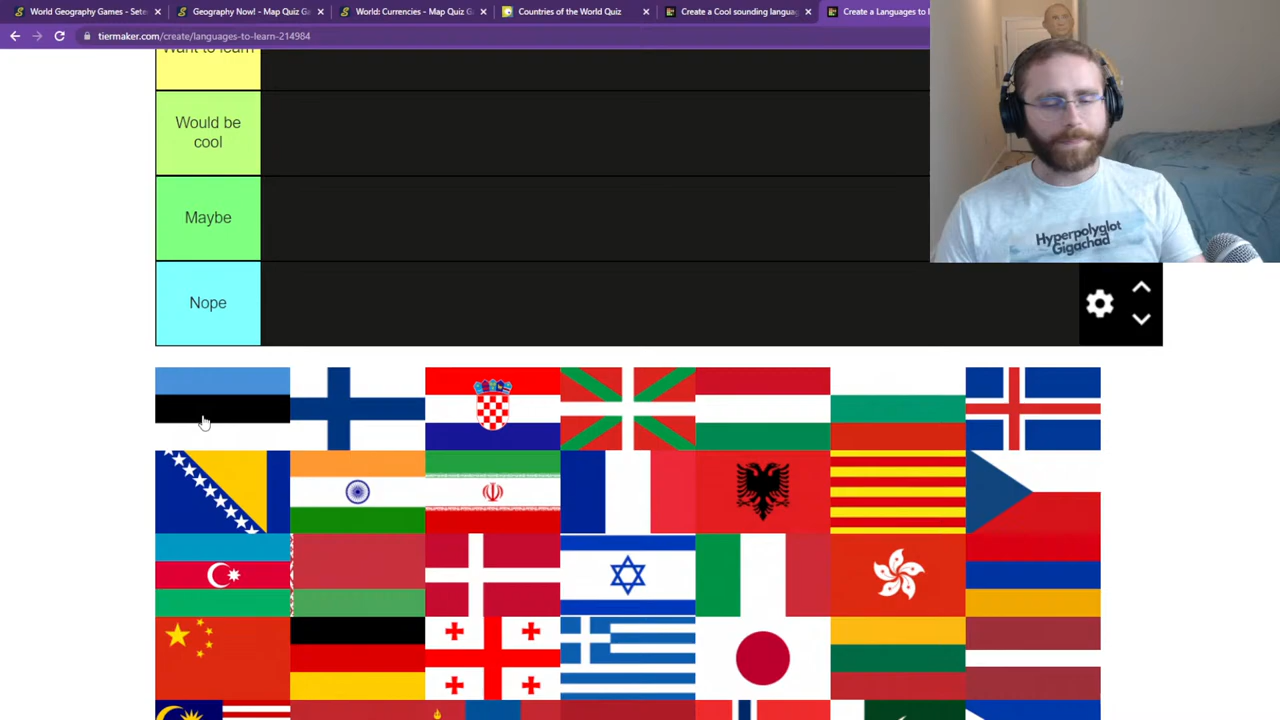 World Geography Games - Sete
Geography Now! - Map Quiz G
World: Currencies - Map Quiz G
Countries of the World Quiz
Create a Cool sounding langua
Create a Languages to l
tiermaker.com/create/languages-to-learn-214984
Want to learn
Would be
cool
Maybe
Nope
Hyperpolyglot
Gigachad